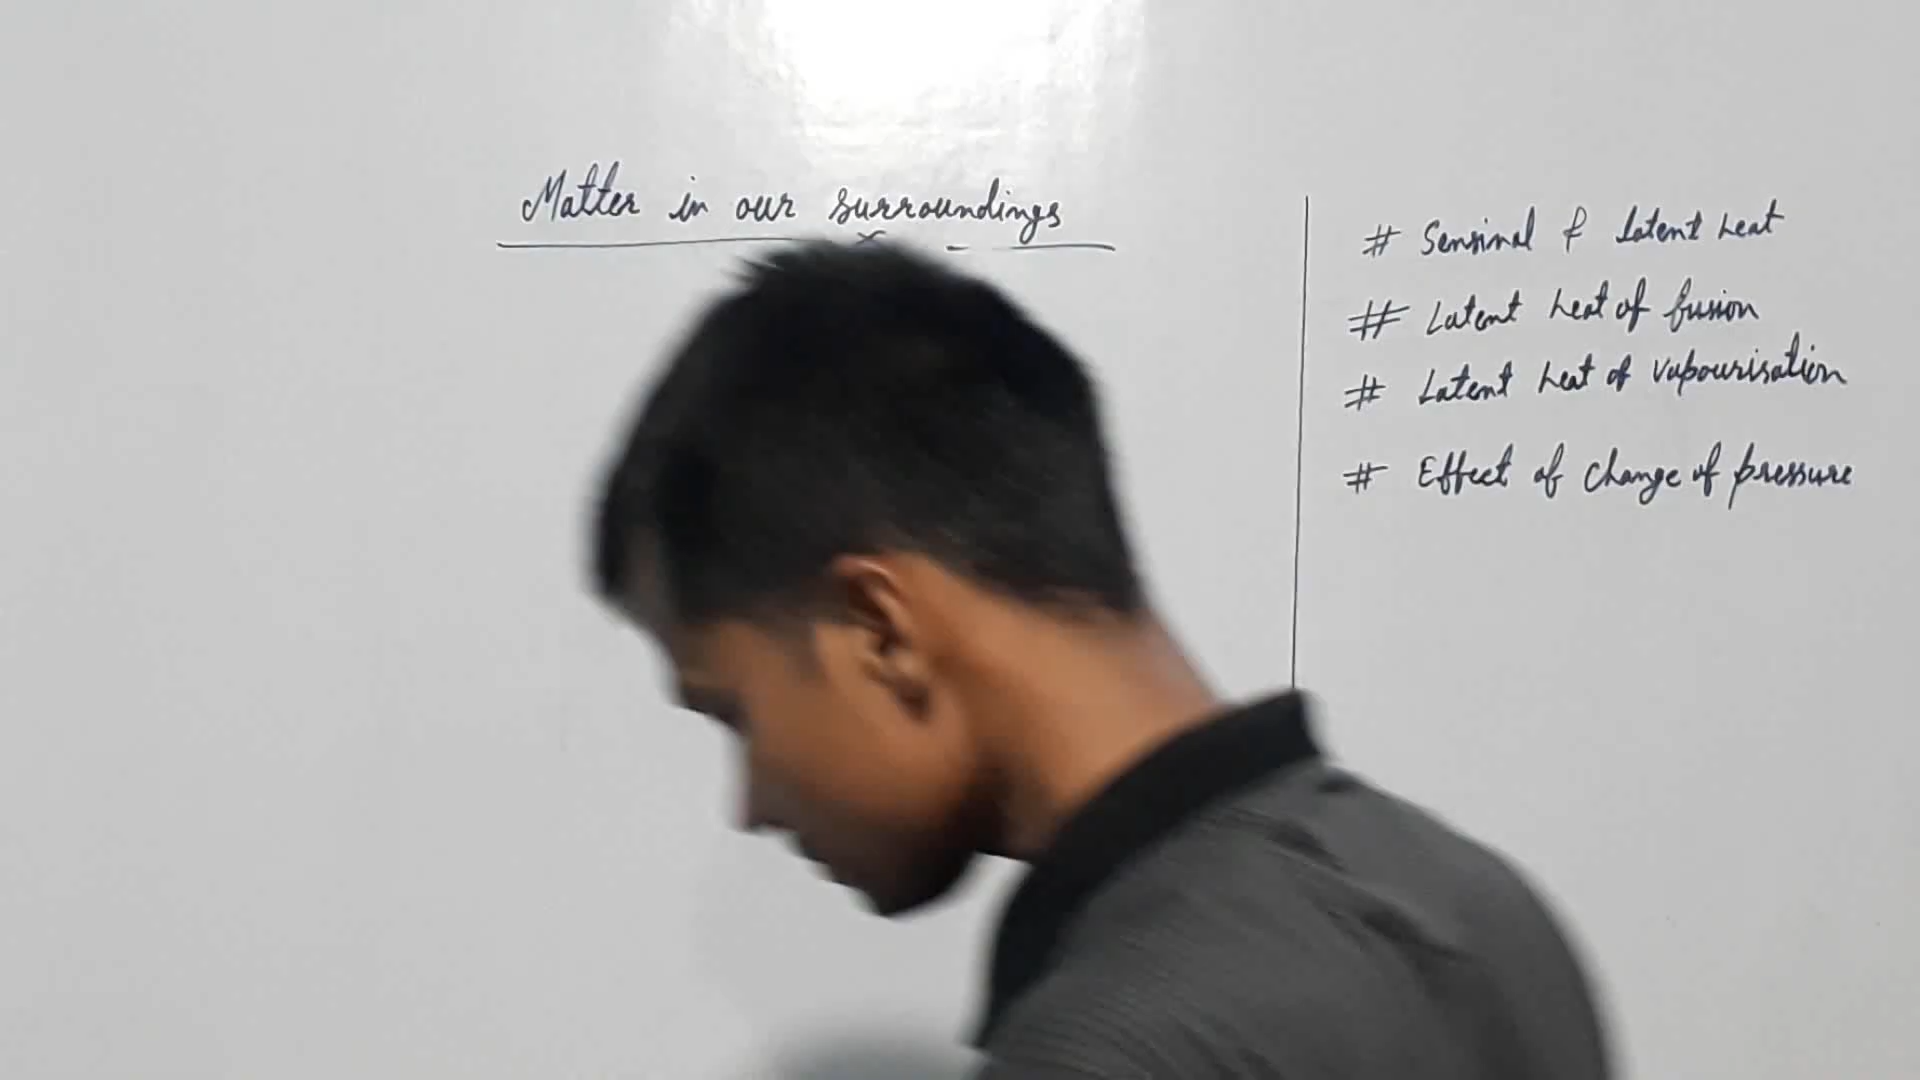 Matter in our surroundings
# Sensinal & Latent heat
# Latent heat of fusion
# Latent heat of vapourisation
# Effect of change of pressure